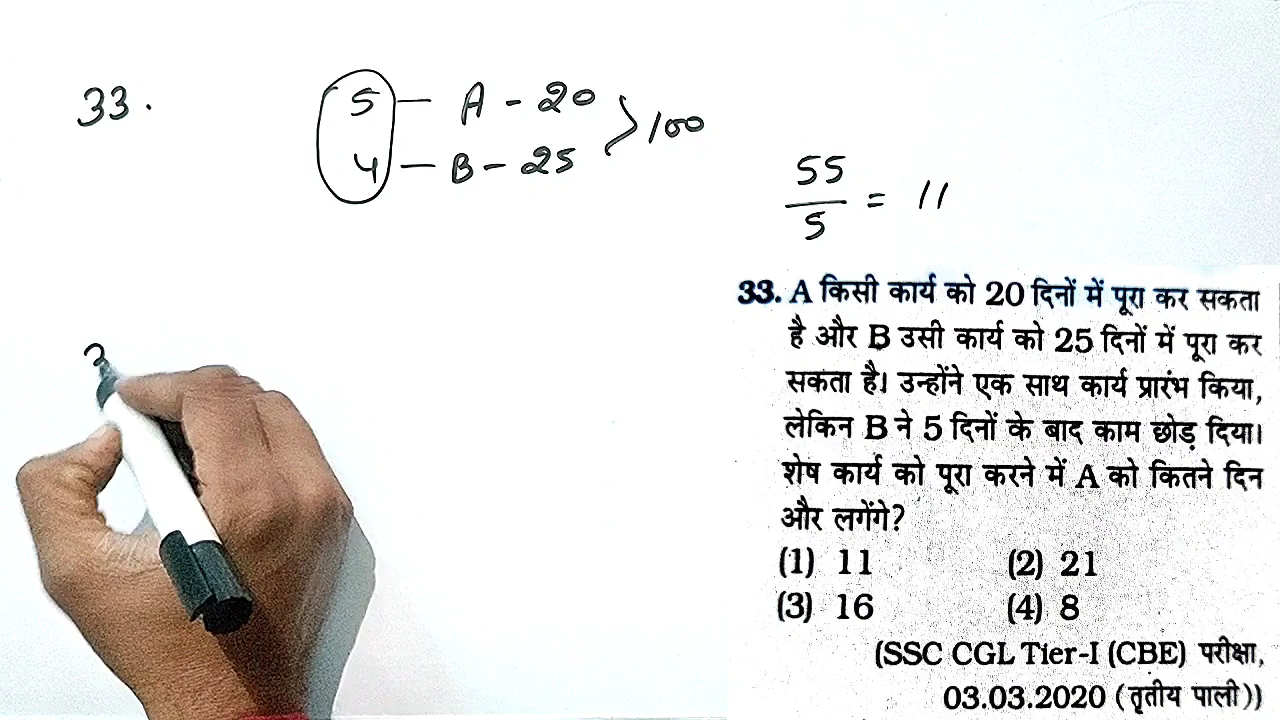 33.
5 — A - 20
4 — B - 25 > 100
55
5 = 11
33. A किसी कार्य को 20 दिनों में पूरा कर सकता
है और B उसी कार्य को 25 दिनों में पूरा कर
सकता है। उन्होंने एक साथ कार्य प्रारंभ किया,
लेकिन B ने 5 दिनों के बाद काम छोड़ दिया।
शेष कार्य को पूरा करने में A को कितने दिन
और लगेंगे?
(1) 11 (2) 21
(3) 16 (4) 8
(SSC CGL Tier-I (CBE) परीक्षा,
03.03.2020 (तृतीय पाली))